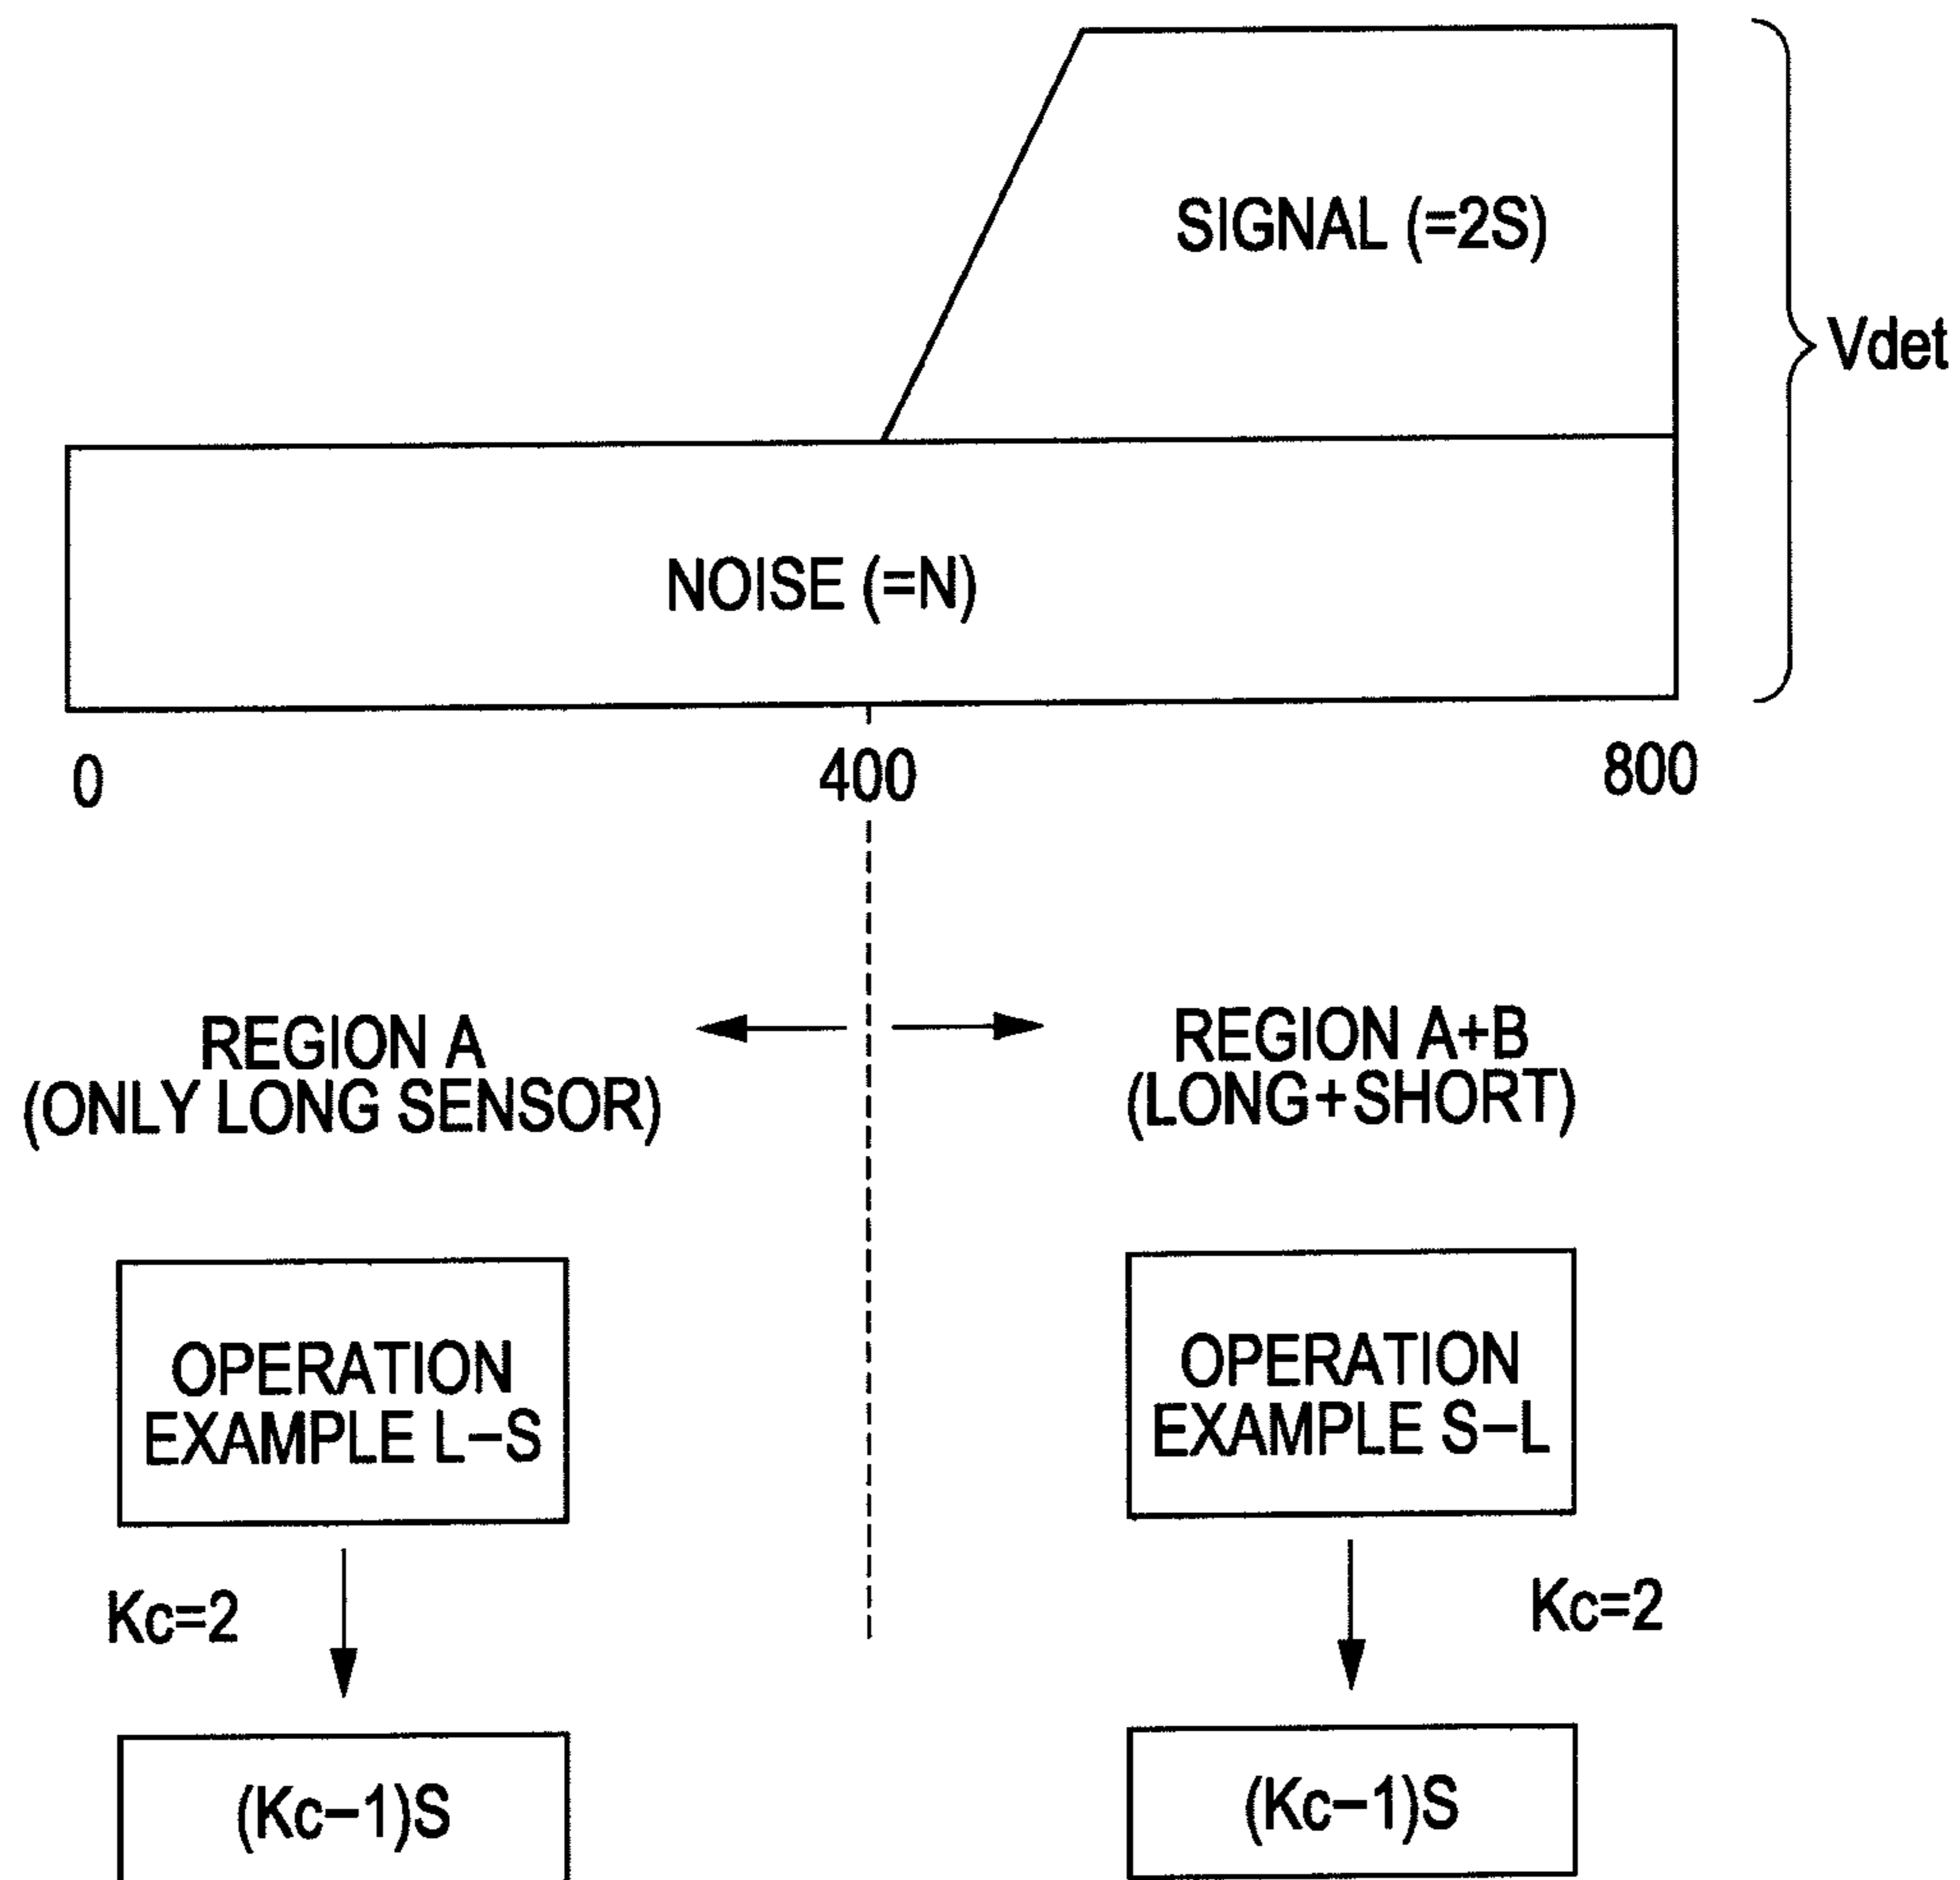 SIGNAL (=2S)
Vdet
NOISE (=N)
0 400 800
REGION A
(ONLY LONG SENSOR)
REGION A+B
(LONG+SHORT)
OPERATION
EXAMPLE L–S
OPERATION
EXAMPLE S–L
Kc=2
Kc=2
(Kc–1)S
(Kc–1)S